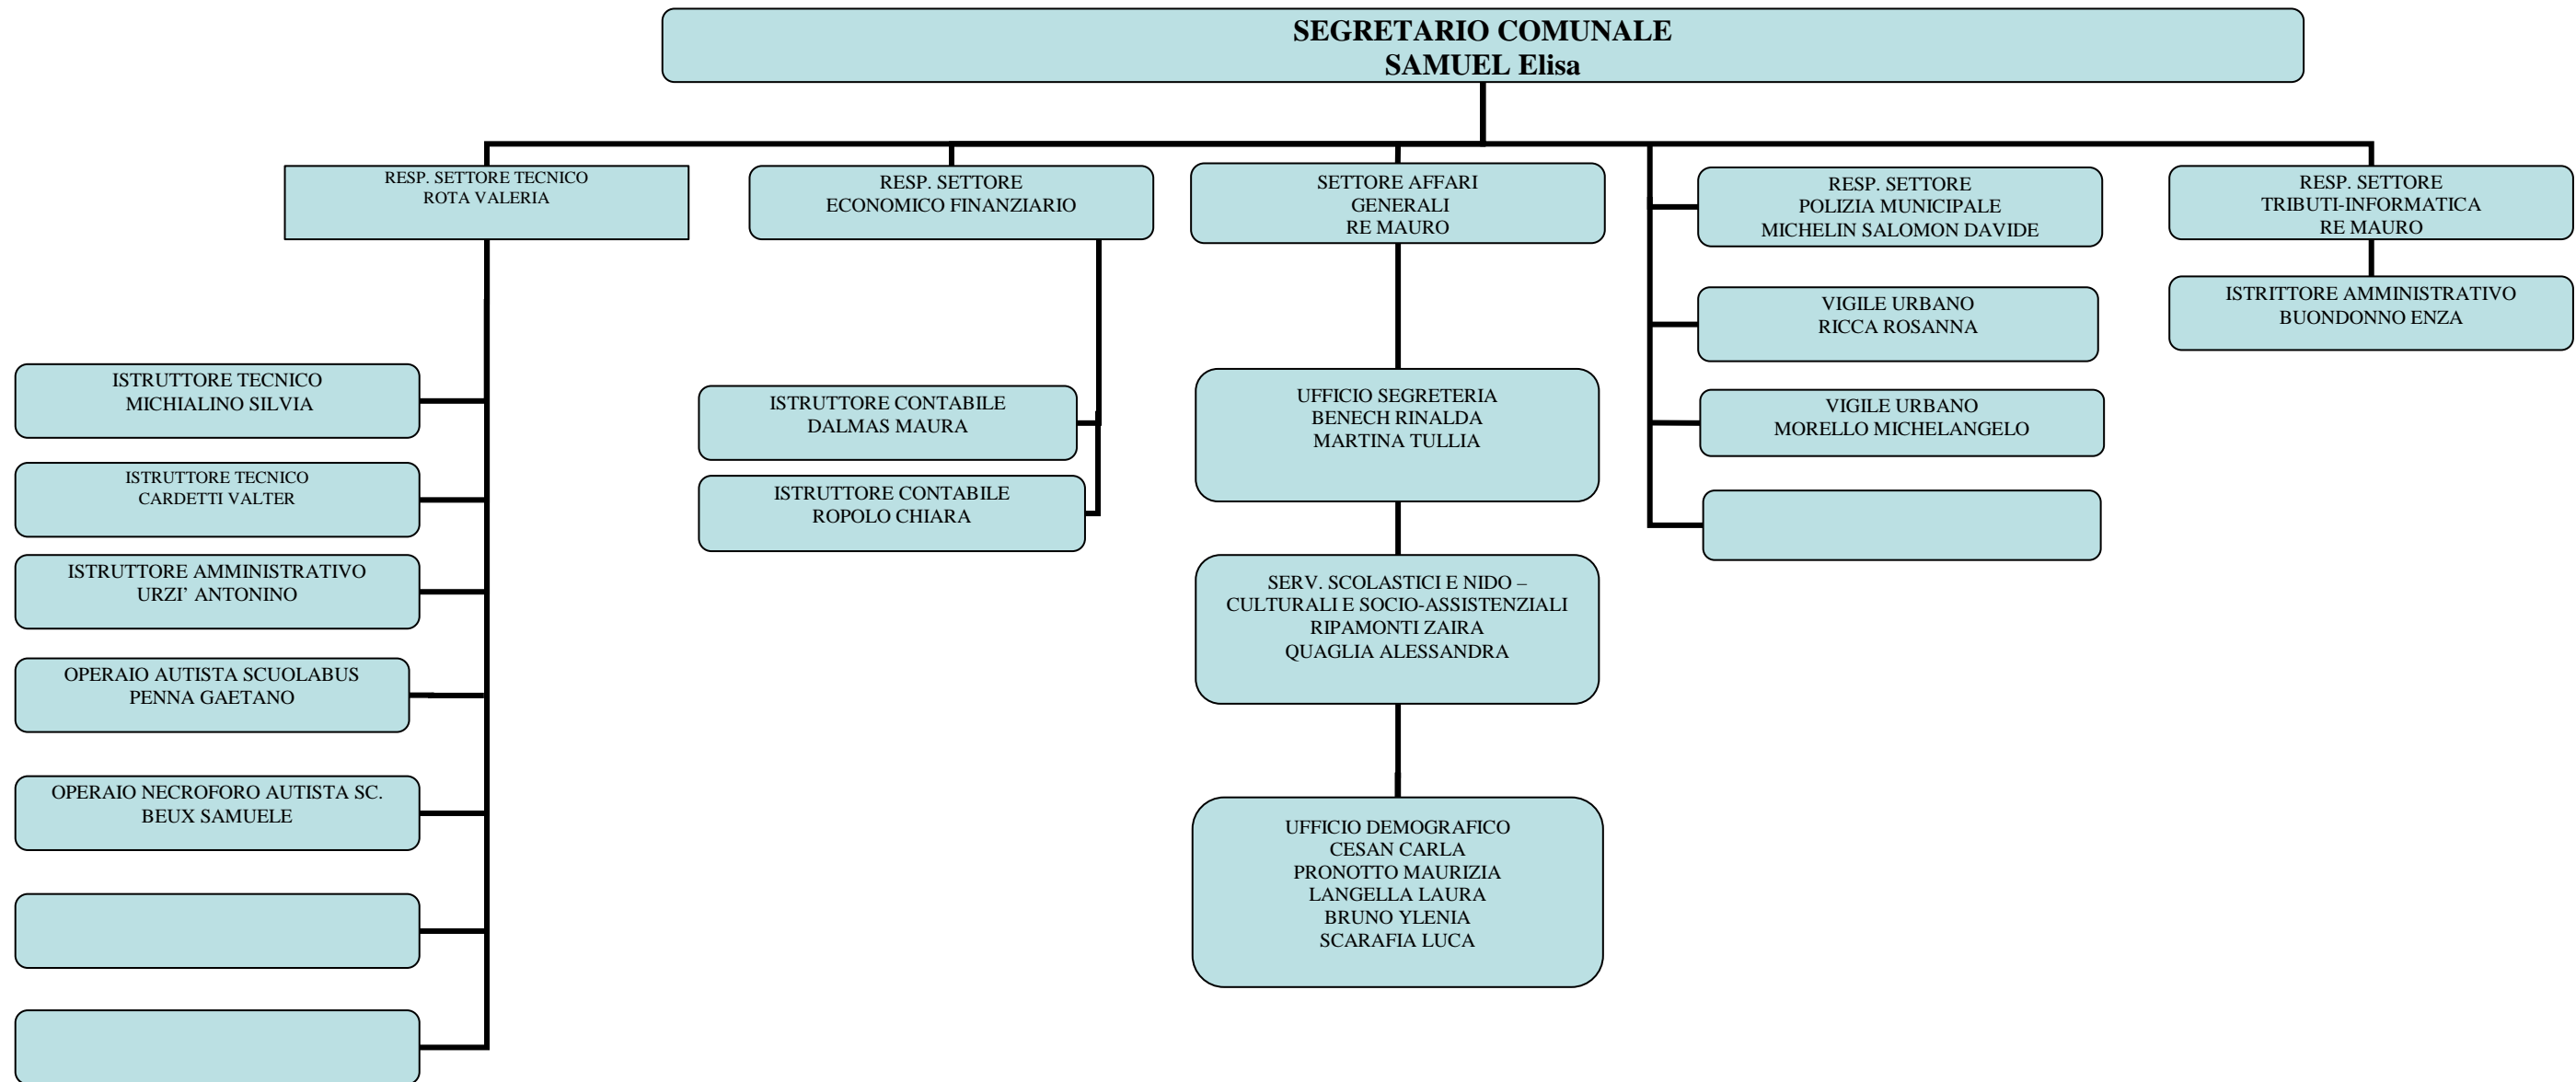 SEGRETARIO COMUNALE
SAMUEL Elisa
RESP. SETTORE TECNICO
ROTA VALERIA
ISTRUTTORE TECNICO
MICHIALINO SILVIA
ISTRUTTORE TECNICO
CARDETTI VALTER
ISTRUTTORE AMMINISTRATIVO
URZI’ ANTONINO
OPERAIO AUTISTA SCUOLABUS
PENNA GAETANO
OPERAIO NECROFORO AUTISTA SC.
BEUX SAMUELE
RESP. SETTORE
ECONOMICO FINANZIARIO
ISTRUTTORE CONTABILE
DALMAS MAURA
ISTRUTTORE CONTABILE
ROPOLO CHIARA
SETTORE AFFARI
GENERALI
RE MAURO
UFFICIO SEGRETERIA
BENECH RINALDA
MARTINA TULLIA
SERV. SCOLASTICI E NIDO –
CULTURALI E SOCIO-ASSISTENZIALI
RIPAMONTI ZAIRA
QUAGLIA ALESSANDRA
UFFICIO DEMOGRAFICO
CESAN CARLA
PRONOTTO MAURIZIA
LANGELLA LAURA
BRUNO YLENIA
SCARAFIA LUCA
RESP. SETTORE
POLIZIA MUNICIPALE
MICHELIN SALOMON DAVIDE
VIGILE URBANO
RICCA ROSANNA
VIGILE URBANO
MORELLO MICHELANGELO
RESP. SETTORE
TRIBUTI-INFORMATICA
RE MAURO
ISTRITTORE AMMINISTRATIVO
BUONDONNO ENZA